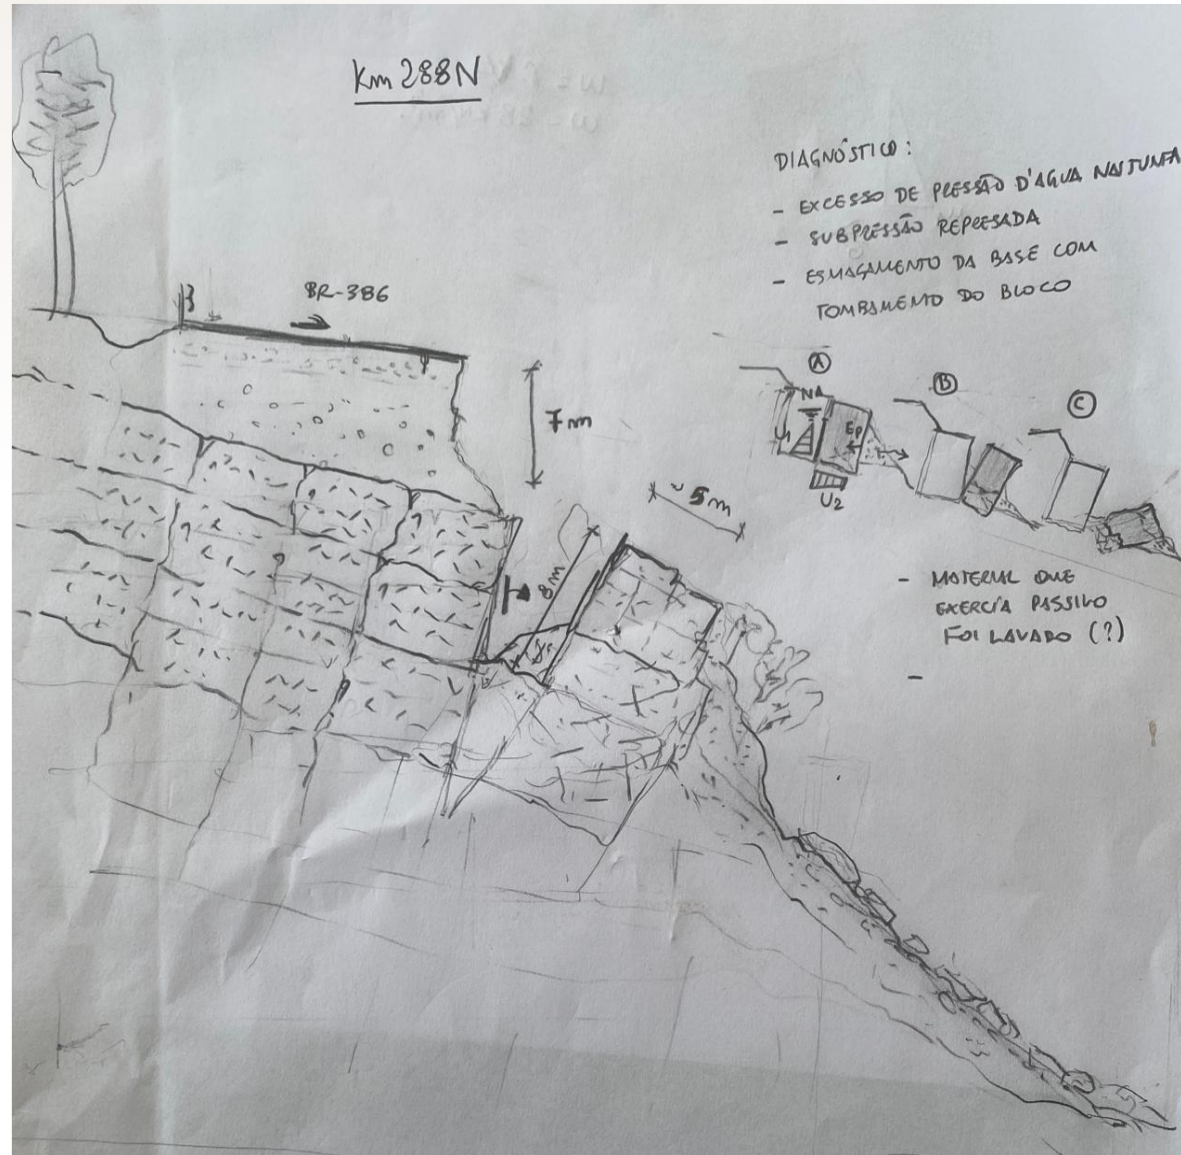 Km 288N
DIAGNÓSTICO:
- EXCESSO DE PRESSÃO D'ÁGUA NAS JUNTA
- SUBPRESSÃO REPRESADA
- ESMAGAMENTO DA BASE COM
TOMBAMENTO DO BLOCO
BR-386
7m
~5m
8m
A
NA
U1
EP
U2
B
C
- MATERIAL QUE
EXERCIA PASSIVO
FOI LAVADO (?)
-